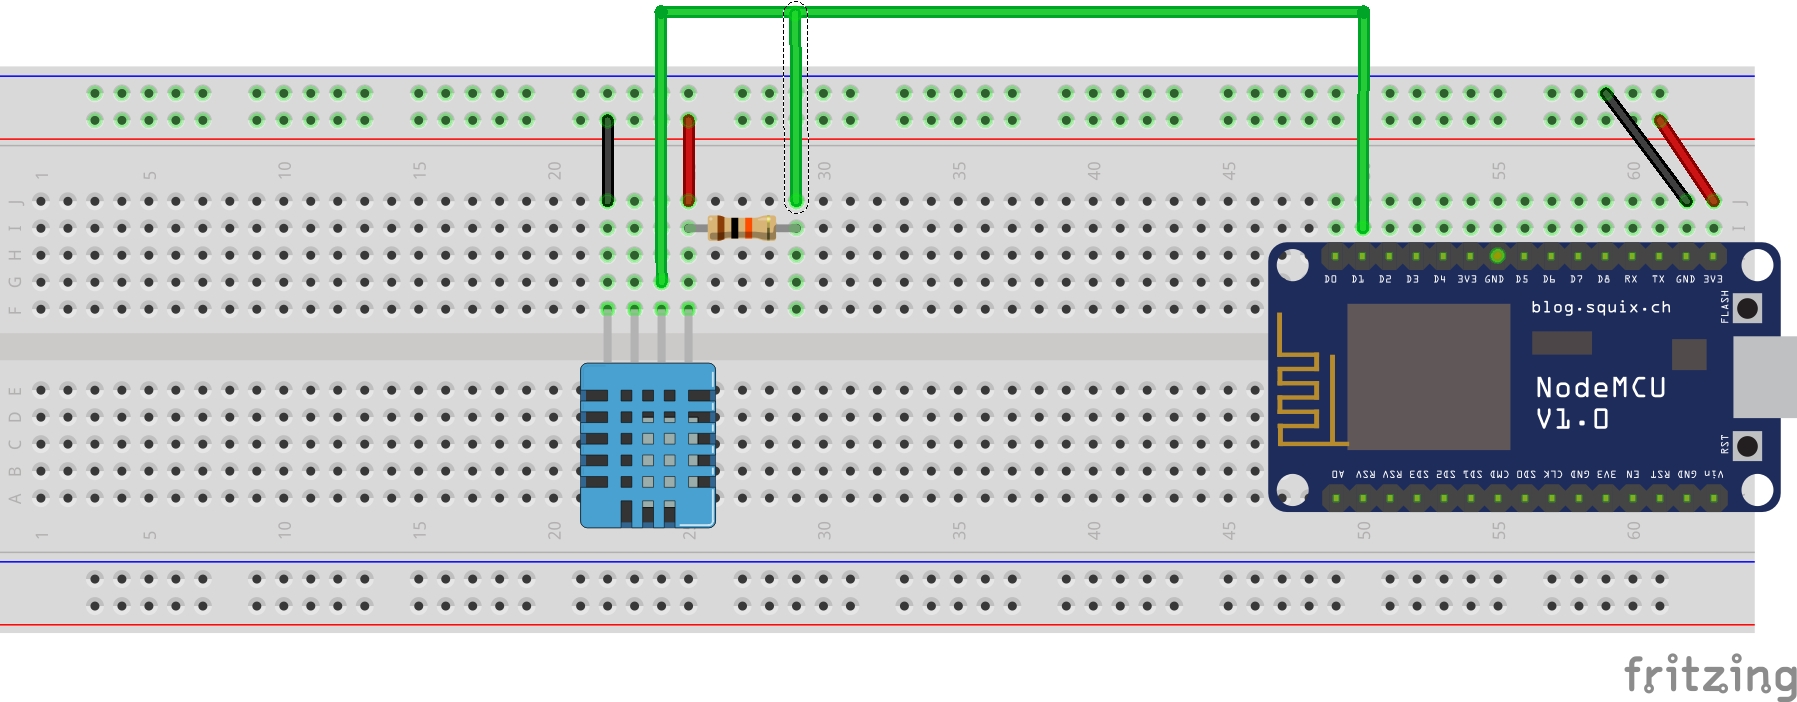 1 5 10 15 20 30 35 40 45 55 60
J J
I I
H
G
F
D0 D1 D2 D3 D4 3V3 GND D5 D6 D7 D8 RX TX GND 3V3
blog.squix.ch
FLASH
NodeMCU
V1.0
E
D
C
B
A
RST
A0 RSV RSV SD3 SD2 SD1 CMD SD0 CLK GND 3V3 EN RST GND Vin
1 5 10 15 20 25 30 35 40 45 50 55 60
fritzing